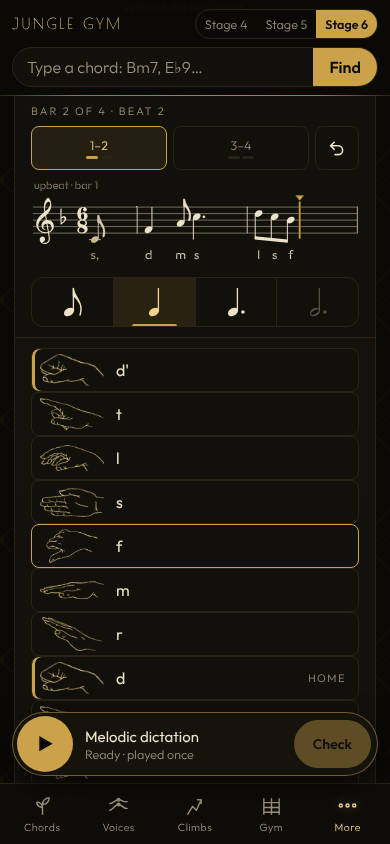 JUNGLE GYM
Stage 4 Stage 5 Stage 6
Type a chord: Bm7, E♭9... Find
BAR 2 OF 4 · BEAT 2
1–2 3–4
upbeat · bar 1
6
8
s, d m s l s f
d'
t
l
s
f
m
r
d HOME
Melodic dictation
Ready · played once
Check
Chords Voices Climbs Gym More